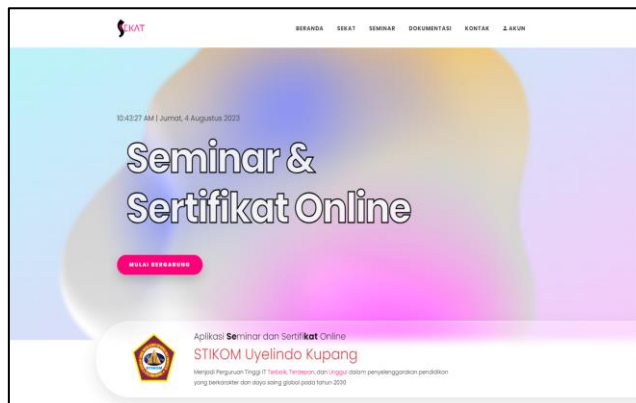 SEKAT
BERANDA SEKAT SEMINAR DOKUMENTASI KONTAK AKUN
10:43:27 AM | Jumat, 4 Augustus 2023
Seminar &
Sertifikat Online
MULAI BERGABUNG
Aplikasi Seminar dan Sertifikat Online
STIKOM Uyelindo Kupang
Menjadi Perguruan Tinggi IT Terbaik, Terdepan, dan Unggul dalam penyelenggarakan pendidikan
yang berkarakter dan daya saing global pada tahun 2030